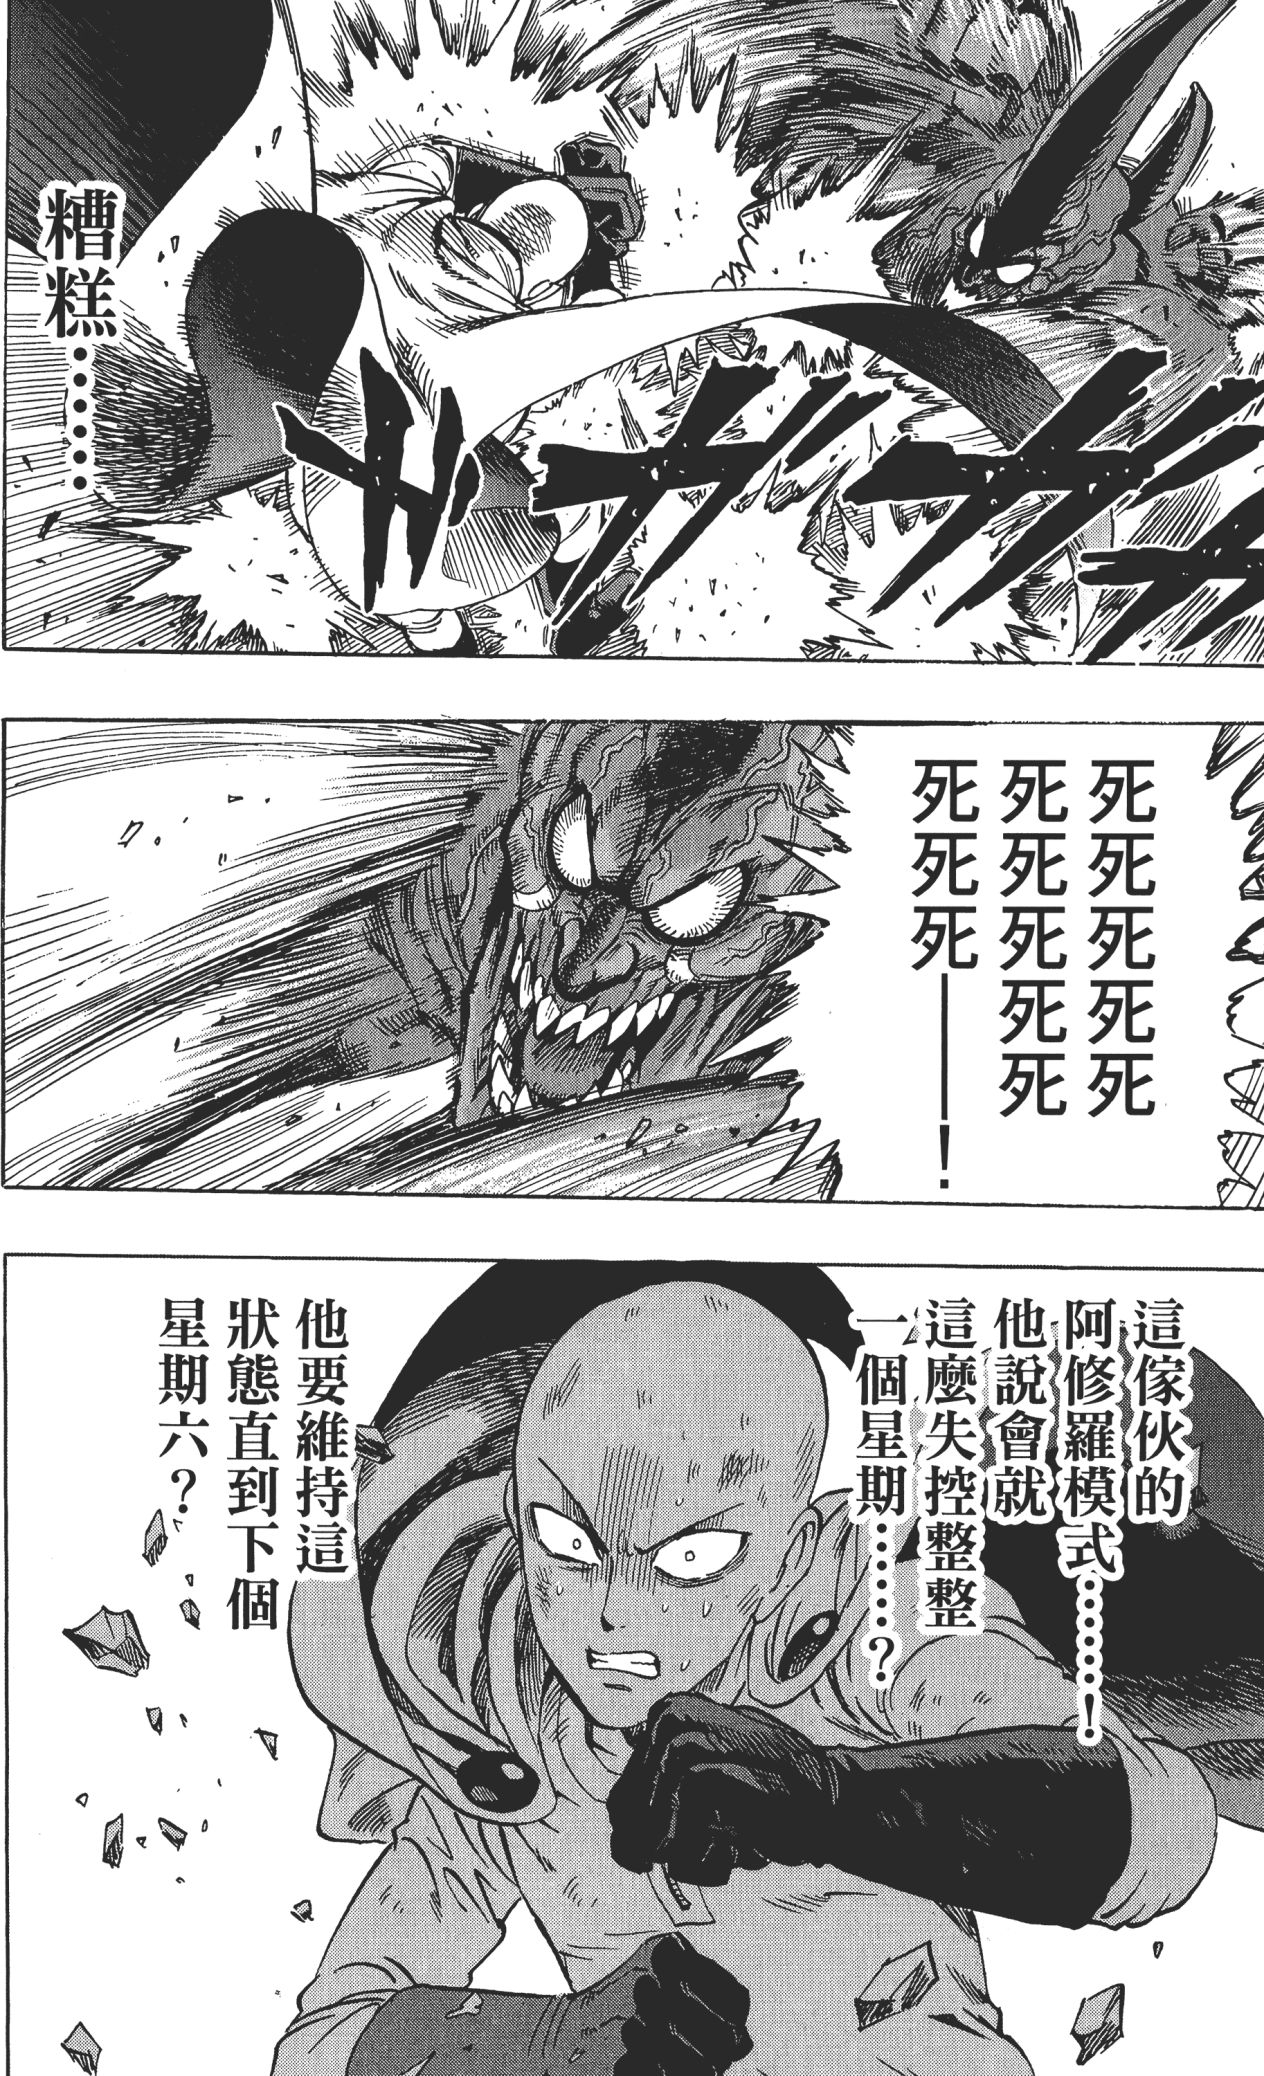 糟糕……
ガガガガ
死死死死死
死死死死死
死死死——！
這傢伙的
阿修羅模式……！
他說會就
這麼失控整整
一個星期……？
他要維持這
狀態直到下個
星期六？